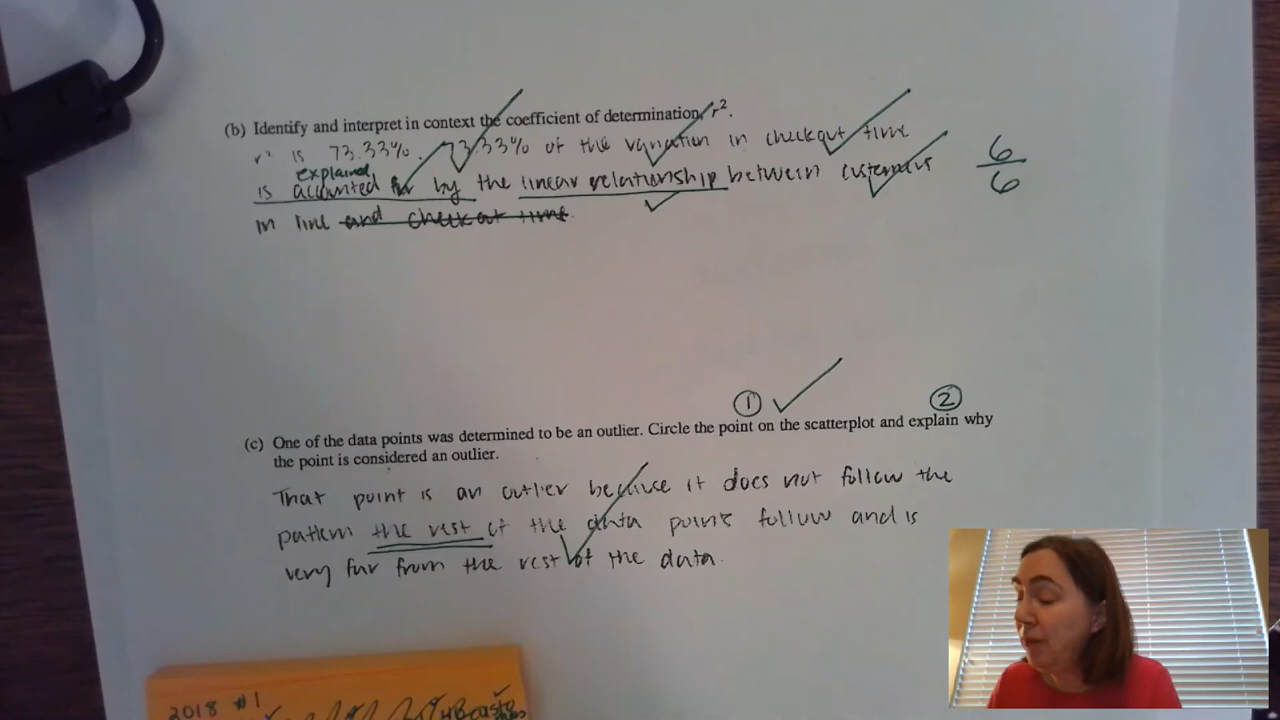 (b) Identify and interpret in context the coefficient of determination, r².
r² is 73.33%. 73.33% of the variation in checkout time
explained
is accounted for by the linear relationship between customers
in line and checkout time
6/6
① ②
(c) One of the data points was determined to be an outlier. Circle the point on the scatterplot and explain why
the point is considered an outlier.
That point is an outlier because it does not follow the
pattern the rest of the data points follow and is
very far from the rest of the data.
2018 #1